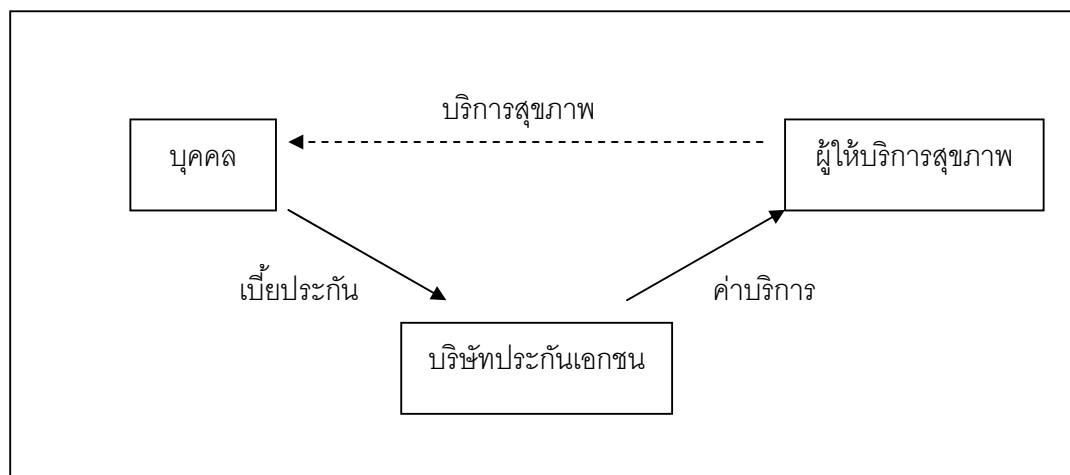 บริการสุขภาพ
บุคคล
ผู้ให้บริการสุขภาพ
เบี้ยประกัน
ค่าบริการ
บริษัทประกันเอกชน